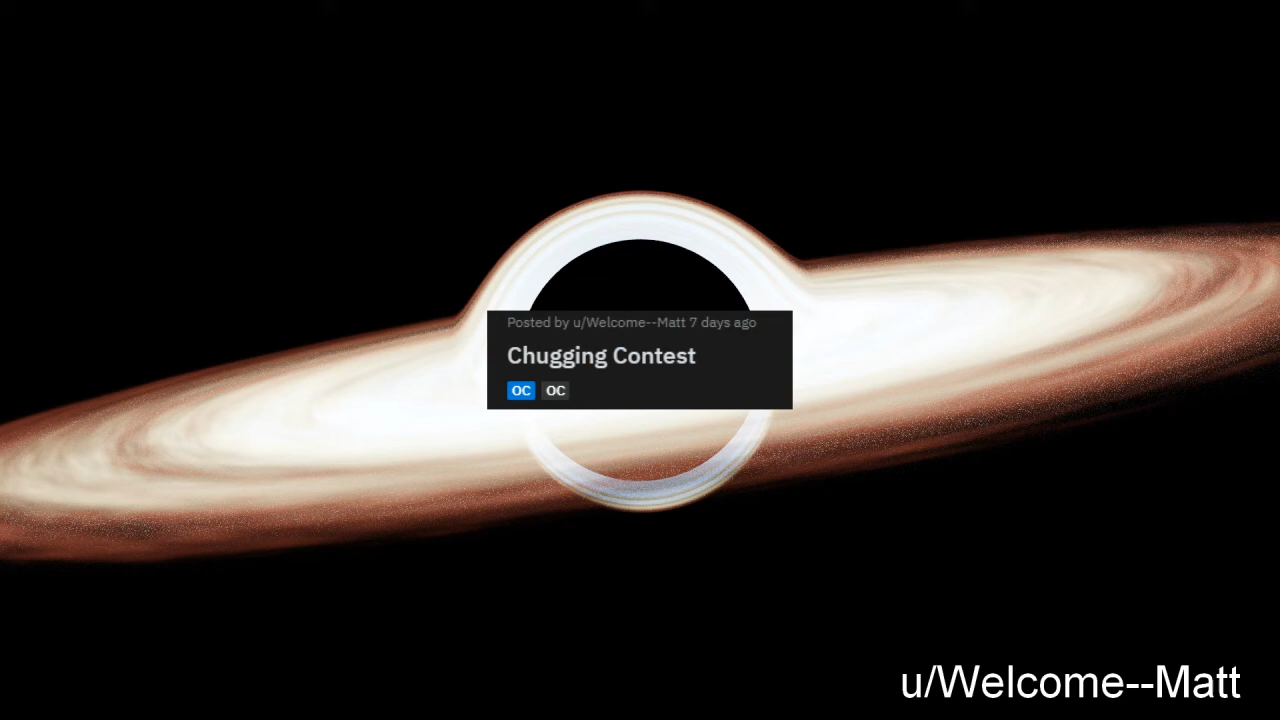 Posted by u/Welcome--Matt 7 days ago
Chugging Contest
OC OC
u/Welcome--Matt